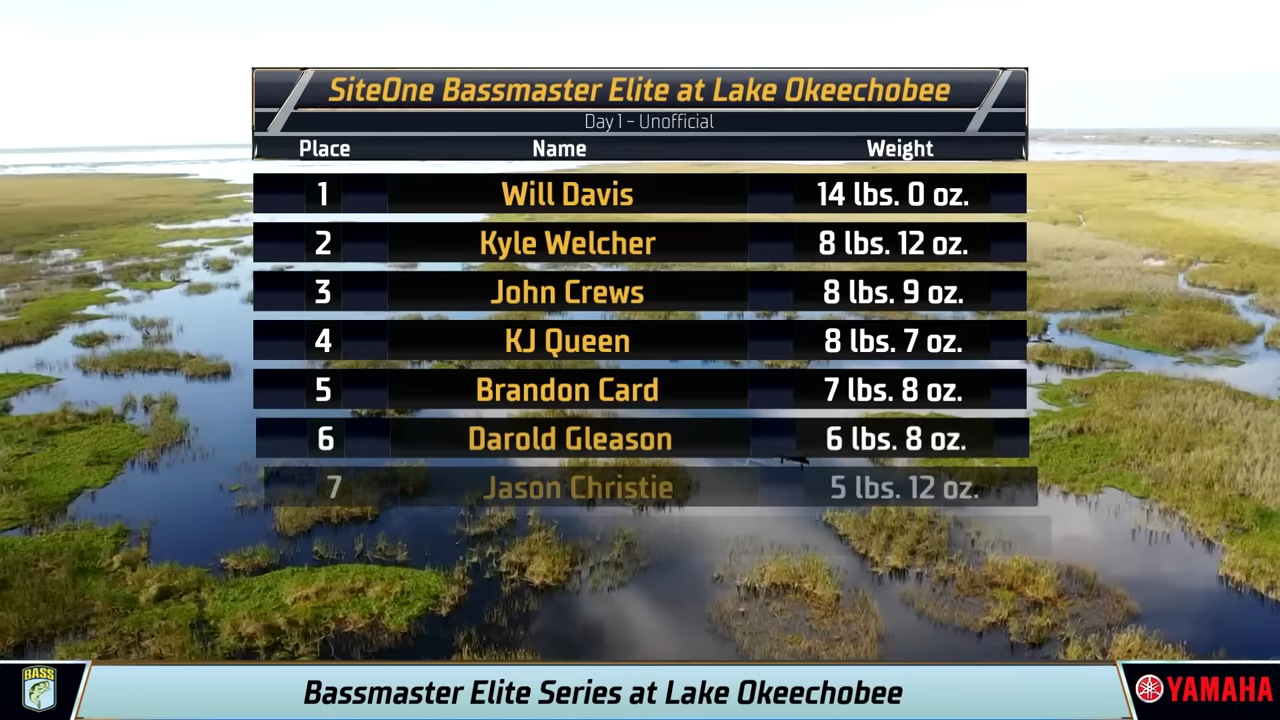 SiteOne Bassmaster Elite at Lake Okeechobee
Day 1 - Unofficial
Place Name Weight
1 Will Davis 14 lbs. 0 oz.
2 Kyle Welcher 8 lbs. 12 oz.
3 John Crews 8 lbs. 9 oz.
4 KJ Queen 8 lbs. 7 oz.
5 Brandon Card 7 lbs. 8 oz.
6 Darold Gleason 6 lbs. 8 oz.
7 Jason Christie 5 lbs. 12 oz.
BASS
Bassmaster Elite Series at Lake Okeechobee
YAMAHA